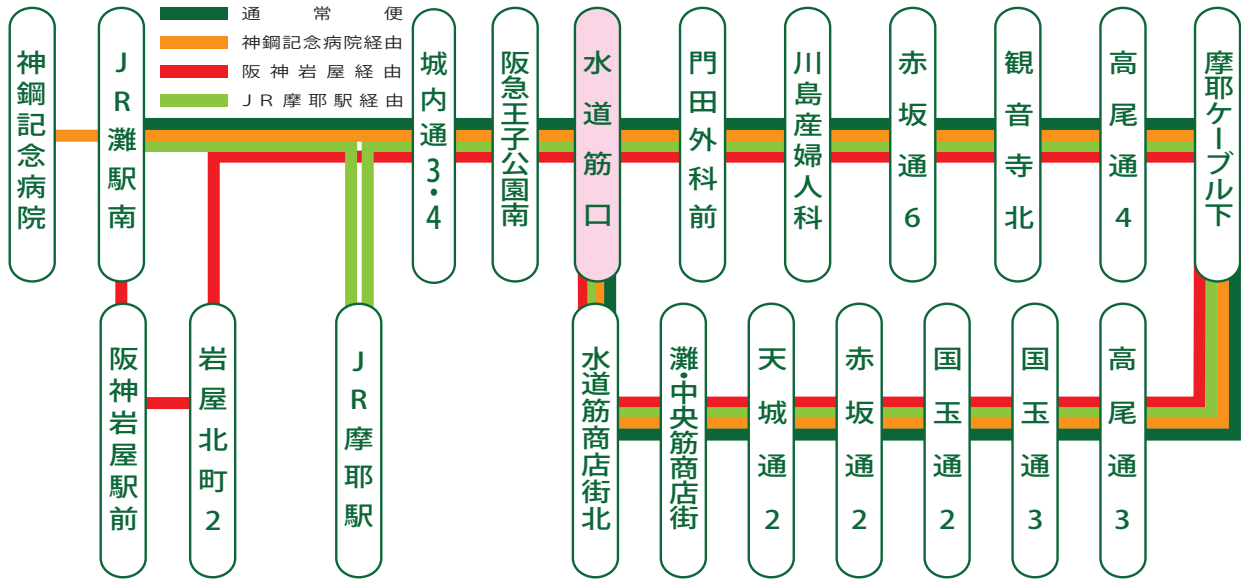 通常便
神鋼記念病院経由
阪神岩屋経由
JR摩耶駅経由
神鋼記念病院
JR灘駅南
城内通3・4
阪急王子公園南
水道筋口
門田外科前
川島産婦人科
赤坂通6
観音寺北
高尾通4
摩耶ケーブル下
阪神岩屋駅前
岩屋北町2
JR摩耶駅
水道筋商店街北
灘・中央筋商店街
天城通2
赤坂通2
国玉通2
国玉通3
高尾通3